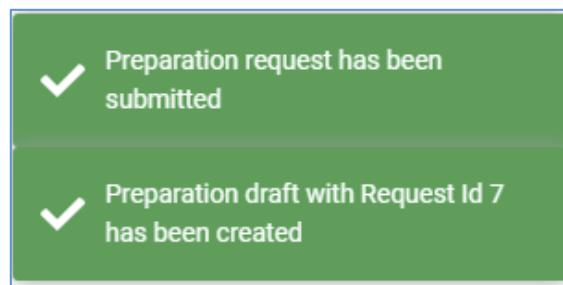 Preparation request has been
submitted
Preparation draft with Request Id 7
has been created